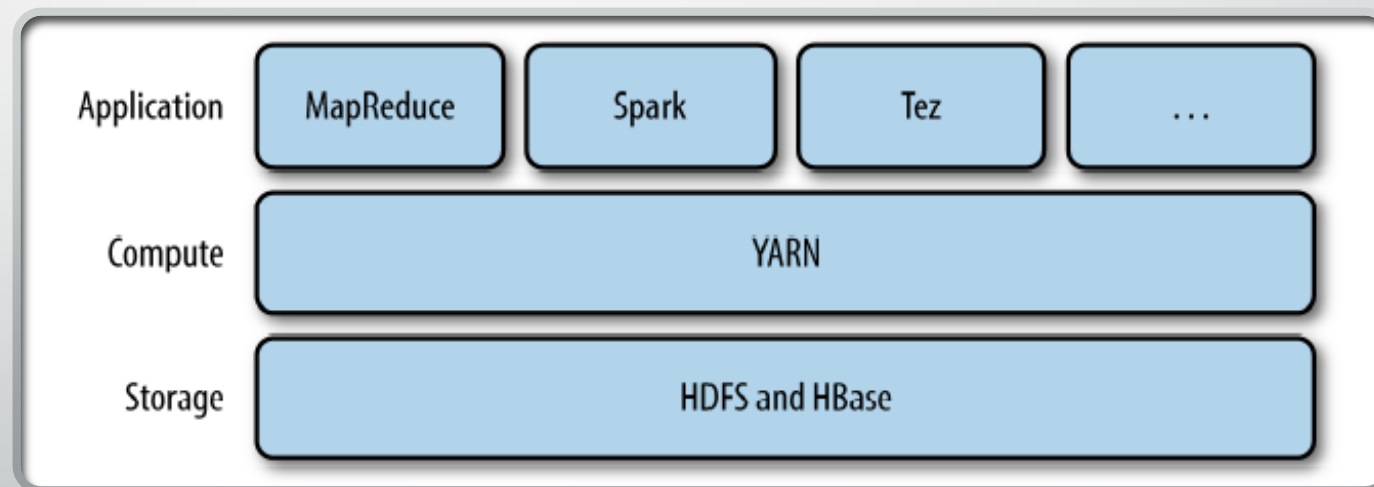 Application MapReduce Spark Tez ...
Compute YARN
Storage HDFS and HBase